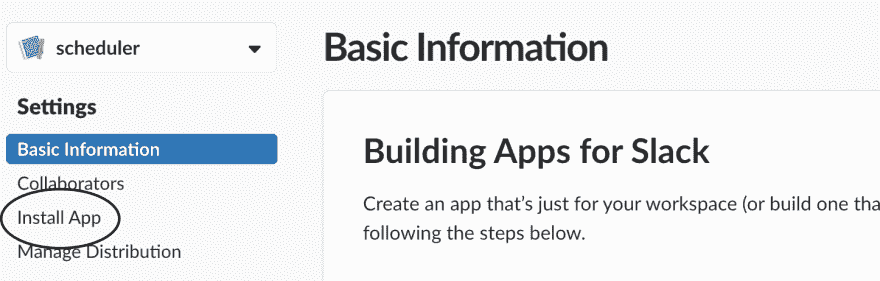 scheduler
Settings
Basic Information
Collaborators
Install App
Manage Distribution
Basic Information
Building Apps for Slack
Create an app that's just for your workspace (or build one tha
following the steps below.